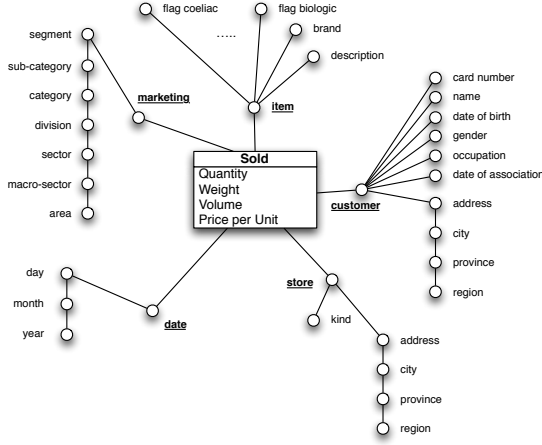 flag coeliac
flag biologic
.....
brand
description
item
segment
sub-category
category
division
sector
macro-sector
area
marketing
Sold
Quantity
Weight
Volume
Price per Unit
card number
name
date of birth
gender
occupation
date of association
address
city
province
region
customer
day
month
year
date
store
kind
address
city
province
region